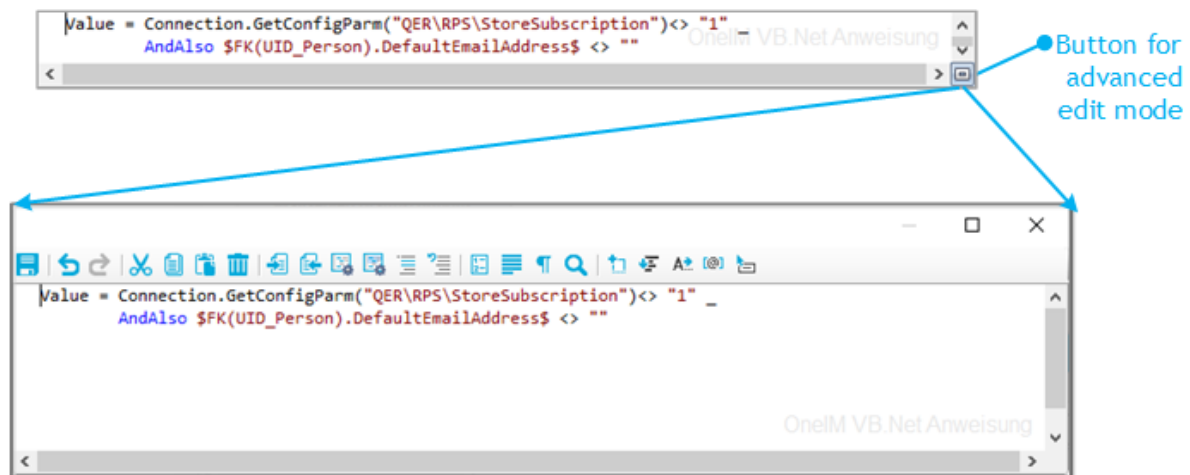 Value = Connection.GetConfigParm("QER\RPS\StoreSubscription")<> "1" _
AndAlso $FK(UID_Person).DefaultEmailAddress$ <> ""
OneIM VB.Net Anweisung
Button for
advanced
edit mode
Value = Connection.GetConfigParm("QER\RPS\StoreSubscription")<> "1" _
AndAlso $FK(UID_Person).DefaultEmailAddress$ <> ""
OneIM VB.Net Anweisung